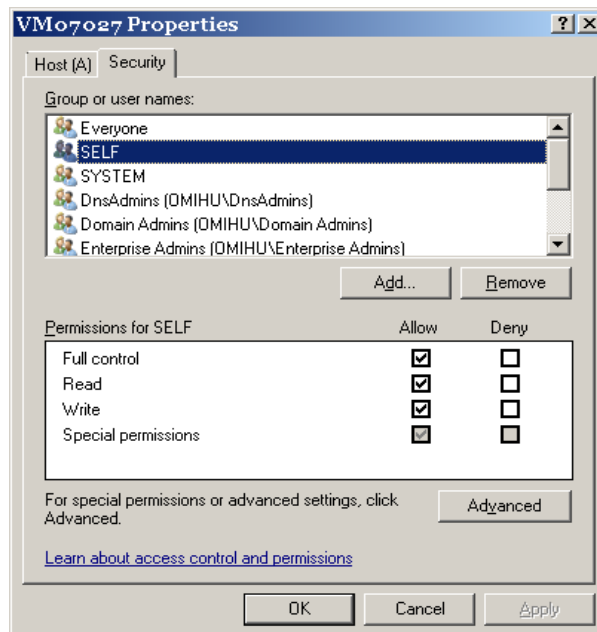 VM07027 Properties
Host (A) Security
Group or user names:
Everyone
SELF
SYSTEM
DnsAdmins (OMIHU\DnsAdmins)
Domain Admins (OMIHU\Domain Admins)
Enterprise Admins (OMIHU\Enterprise Admins)
Add... Remove
Permissions for SELF Allow Deny
Full control
Read
Write
Special permissions
For special permissions or advanced settings, click
Advanced.
Advanced
Learn about access control and permissions
OK Cancel Apply